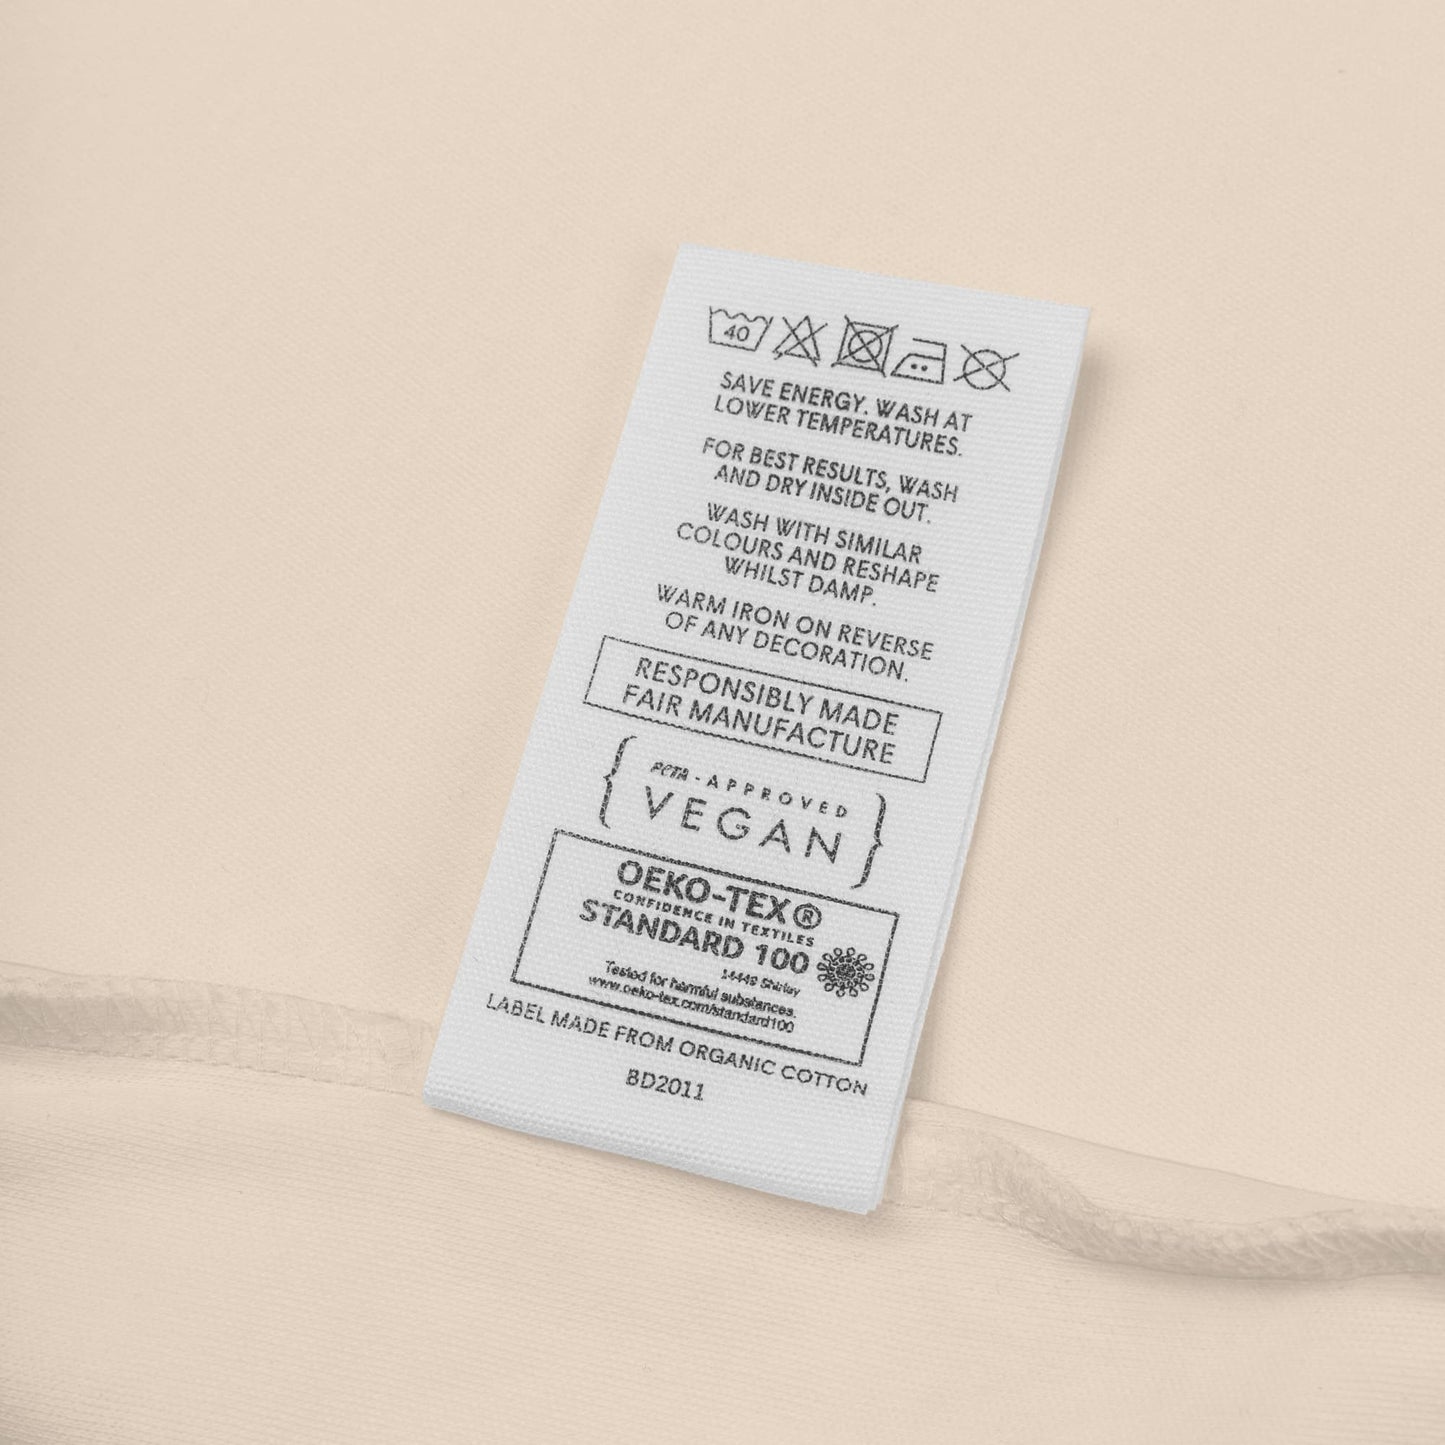 40
SAVE ENERGY. WASH AT
LOWER TEMPERATURES.
FOR BEST RESULTS, WASH
AND DRY INSIDE OUT.
WASH WITH SIMILAR
COLOURS AND RESHAPE
WHILST DAMP.
WARM IRON ON REVERSE
OF ANY DECORATION.
RESPONSIBLY MADE
FAIR MANUFACTURE
PETA - APPROVED
VEGAN
OEKO-TEX®
CONFIDENCE IN TEXTILES
STANDARD 100
14449 Shirley
Tested for harmful substances.
www.oeko-tex.com/standard100
LABEL MADE FROM ORGANIC COTTON
BD2011